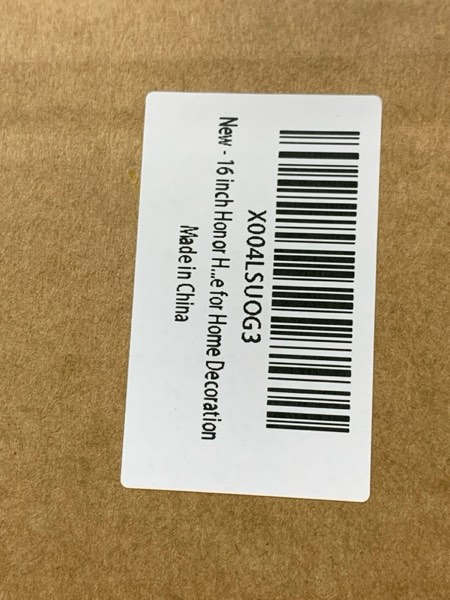 X004LSUOG3
New - 16 inch Honor H...e for Home Decoration
Made in China